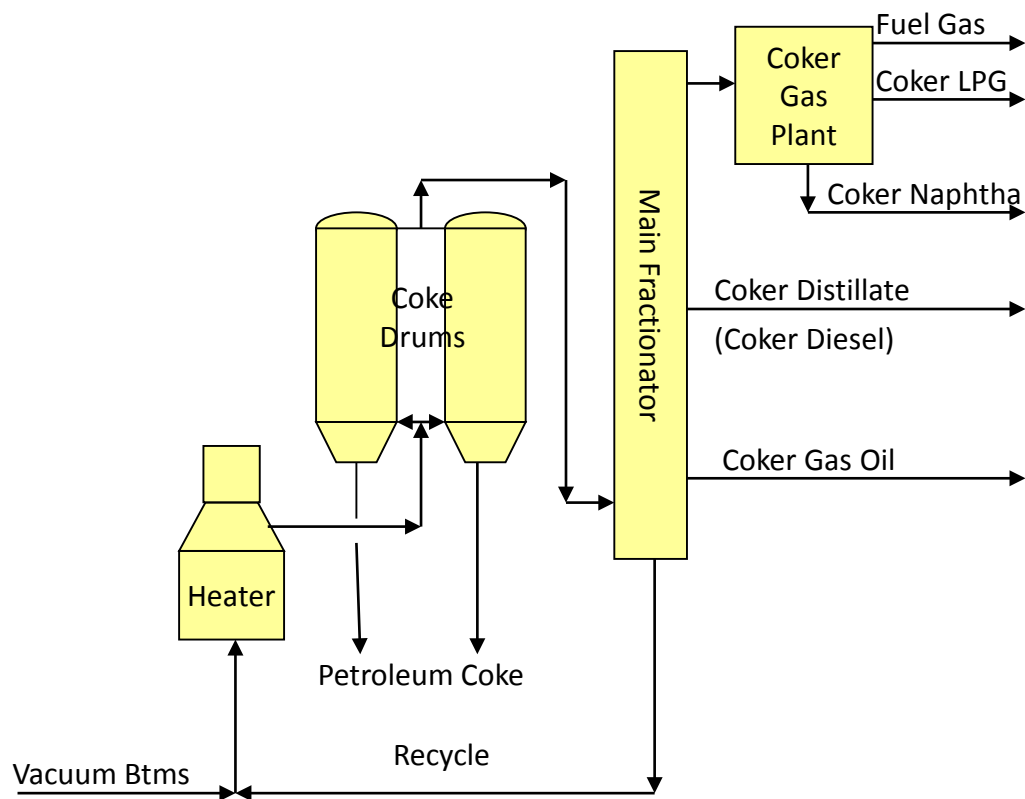 Fuel Gas
Coker
Gas
Plant
Coker LPG
Coker Naphtha
Main Fractionator
Coke
Drums
Coker Distillate
(Coker Diesel)
Coker Gas Oil
Heater
Petroleum Coke
Recycle
Vacuum Btms